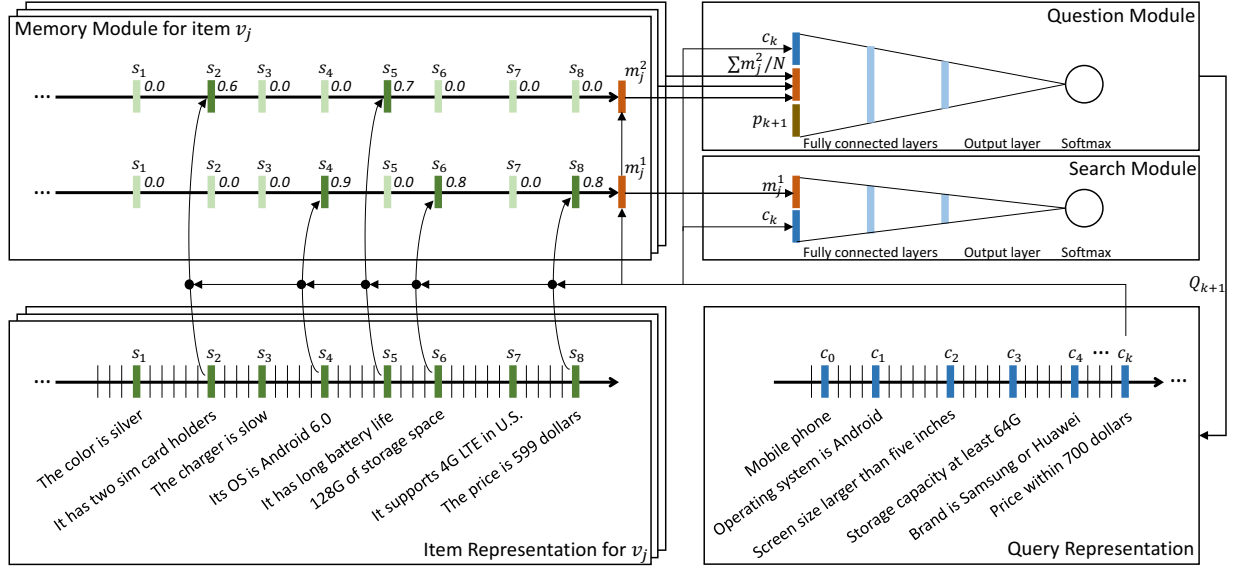 Memory Module for item v_j
s_1 s_2 s_3 s_4 s_5 s_6 s_7 s_8 m_j^2
0.0 0.6 0.0 0.0 0.7 0.0 0.0 0.0
...
s_1 s_2 s_3 s_4 s_5 s_6 s_7 s_8 m_j^1
0.0 0.0 0.0 0.9 0.0 0.8 0.0 0.8
...
Question Module
c_k
∑m_j^2/N
p_{k+1}
Fully connected layers Output layer Softmax
Search Module
m_j^1
c_k
Fully connected layers Output layer Softmax
Q_{k+1}
s_1 s_2 s_3 s_4 s_5 s_6 s_7 s_8
...
The color is silver
It has two sim card holders
The charger is slow
Its OS is Android 6.0
It has long battery life
128G of storage space
It supports 4G LTE in U.S.
The price is 599 dollars
Item Representation for v_j
c_0 c_1 c_2 c_3 c_4 ... c_k
...
Mobile phone
Operating system is Android
Screen size larger than five inches
Storage capacity at least 64G
Brand is Samsung or Huawei
Price within 700 dollars
Query Representation